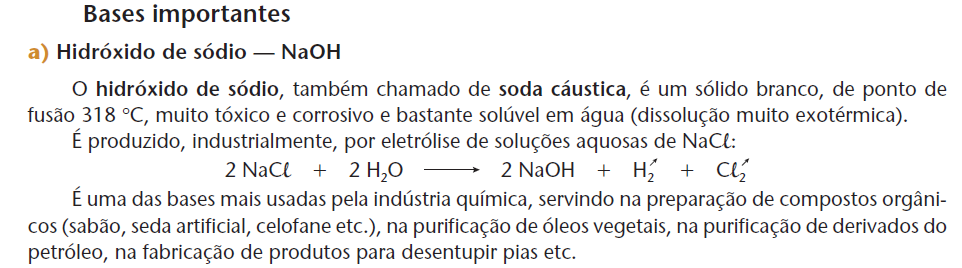 Bases importantes
a) Hidróxido de sódio — NaOH
O hidróxido de sódio, também chamado de soda cáustica, é um sólido branco, de ponto de
fusão 318 °C, muito tóxico e corrosivo e bastante solúvel em água (dissolução muito exotérmica).
É produzido, industrialmente, por eletrólise de soluções aquosas de NaCℓ:
2 NaCℓ + 2 H₂O ⟶ 2 NaOH + H₂↗ + Cℓ₂↗
É uma das bases mais usadas pela indústria química, servindo na preparação de compostos orgâni-
cos (sabão, seda artificial, celofane etc.), na purificação de óleos vegetais, na purificação de derivados do
petróleo, na fabricação de produtos para desentupir pias etc.